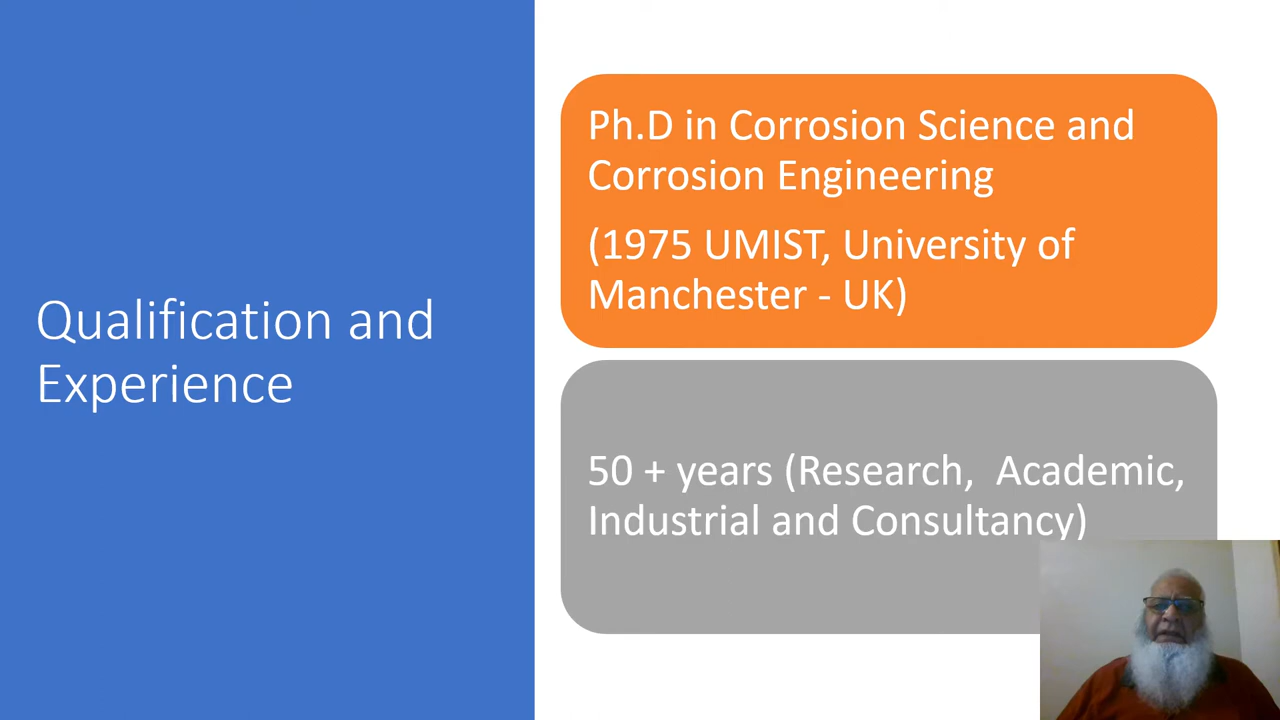 Qualification and
Experience
Ph.D in Corrosion Science and
Corrosion Engineering
(1975 UMIST, University of
Manchester - UK)
50 + years (Research,  Academic,
Industrial and Consultancy)